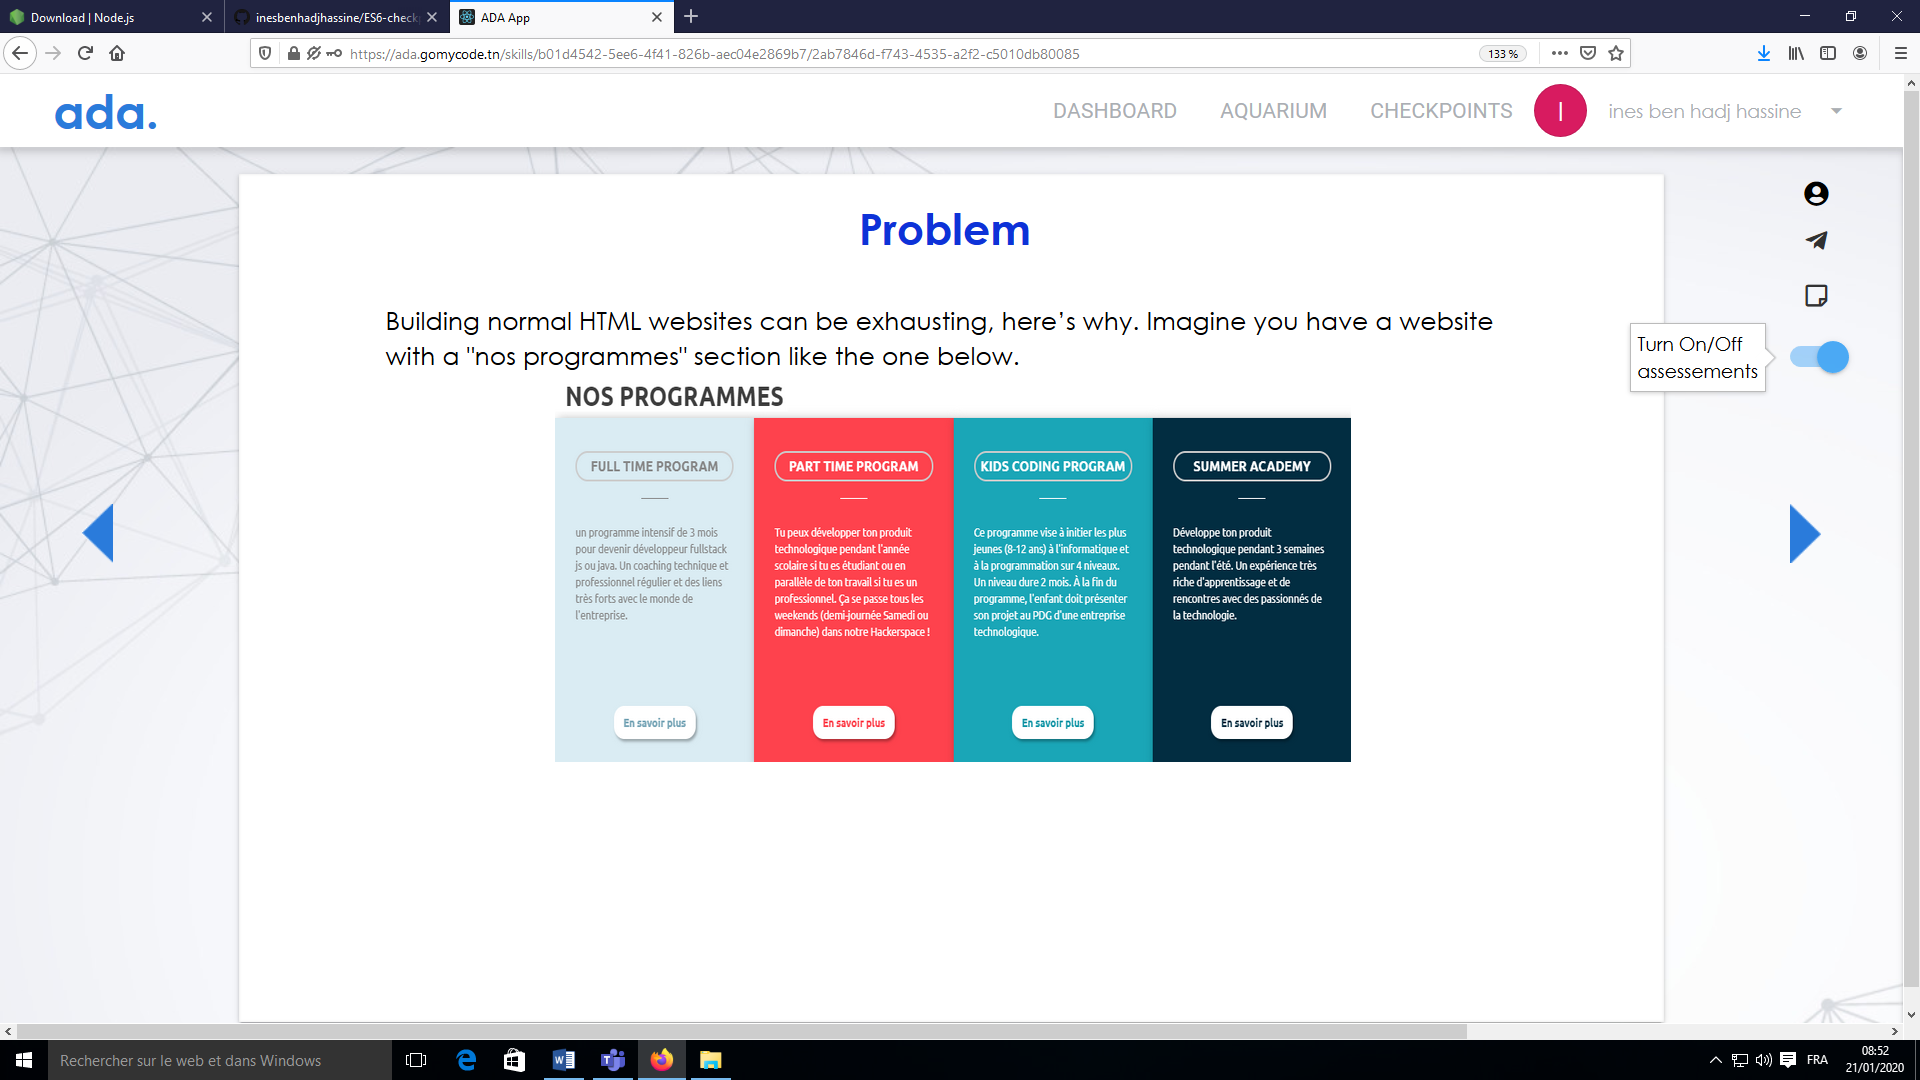 Download | Node.js
inesbenhadjhassine/ES6-check
ADA App
https://ada.gomycode.tn/skills/b01d4542-5ee6-4f41-826b-aec04e2869b7/2ab7846d-f743-4535-a2f2-c5010db80085
133 %
ada.
DASHBOARD
AQUARIUM
CHECKPOINTS
I
ines ben hadj hassine
Problem
Building normal HTML websites can be exhausting, here’s why. Imagine you have a website
with a "nos programmes" section like the one below.
Turn On/Off
assessements
NOS PROGRAMMES
FULL TIME PROGRAM
un programme intensif de 3 mois
pour devenir développeur fullstack
js ou java. Un coaching technique et
professionnel régulier et des liens
très forts avec le monde de
l'entreprise.
En savoir plus
PART TIME PROGRAM
Tu peux développer ton produit
technologique pendant l'année
scolaire si tu es étudiant ou en
parallèle de ton travail si tu es un
professionnel. Ça se passe tous les
weekends (demi-journée Samedi ou
dimanche) dans notre Hackerspace !
En savoir plus
KIDS CODING PROGRAM
Ce programme vise à initier les plus
jeunes (8-12 ans) à l'informatique et
à la programmation sur 4 niveaux.
Un niveau dure 2 mois. À la fin du
programme, l'enfant doit présenter
son projet au PDG d'une entreprise
technologique.
En savoir plus
SUMMER ACADEMY
Développe ton produit
technologique pendant 3 semaines
pendant l'été. Un expérience très
riche d'apprentissage et de
rencontres avec des passionnés de
la technologie.
En savoir plus
Rechercher sur le web et dans Windows
FRA
08:52
21/01/2020